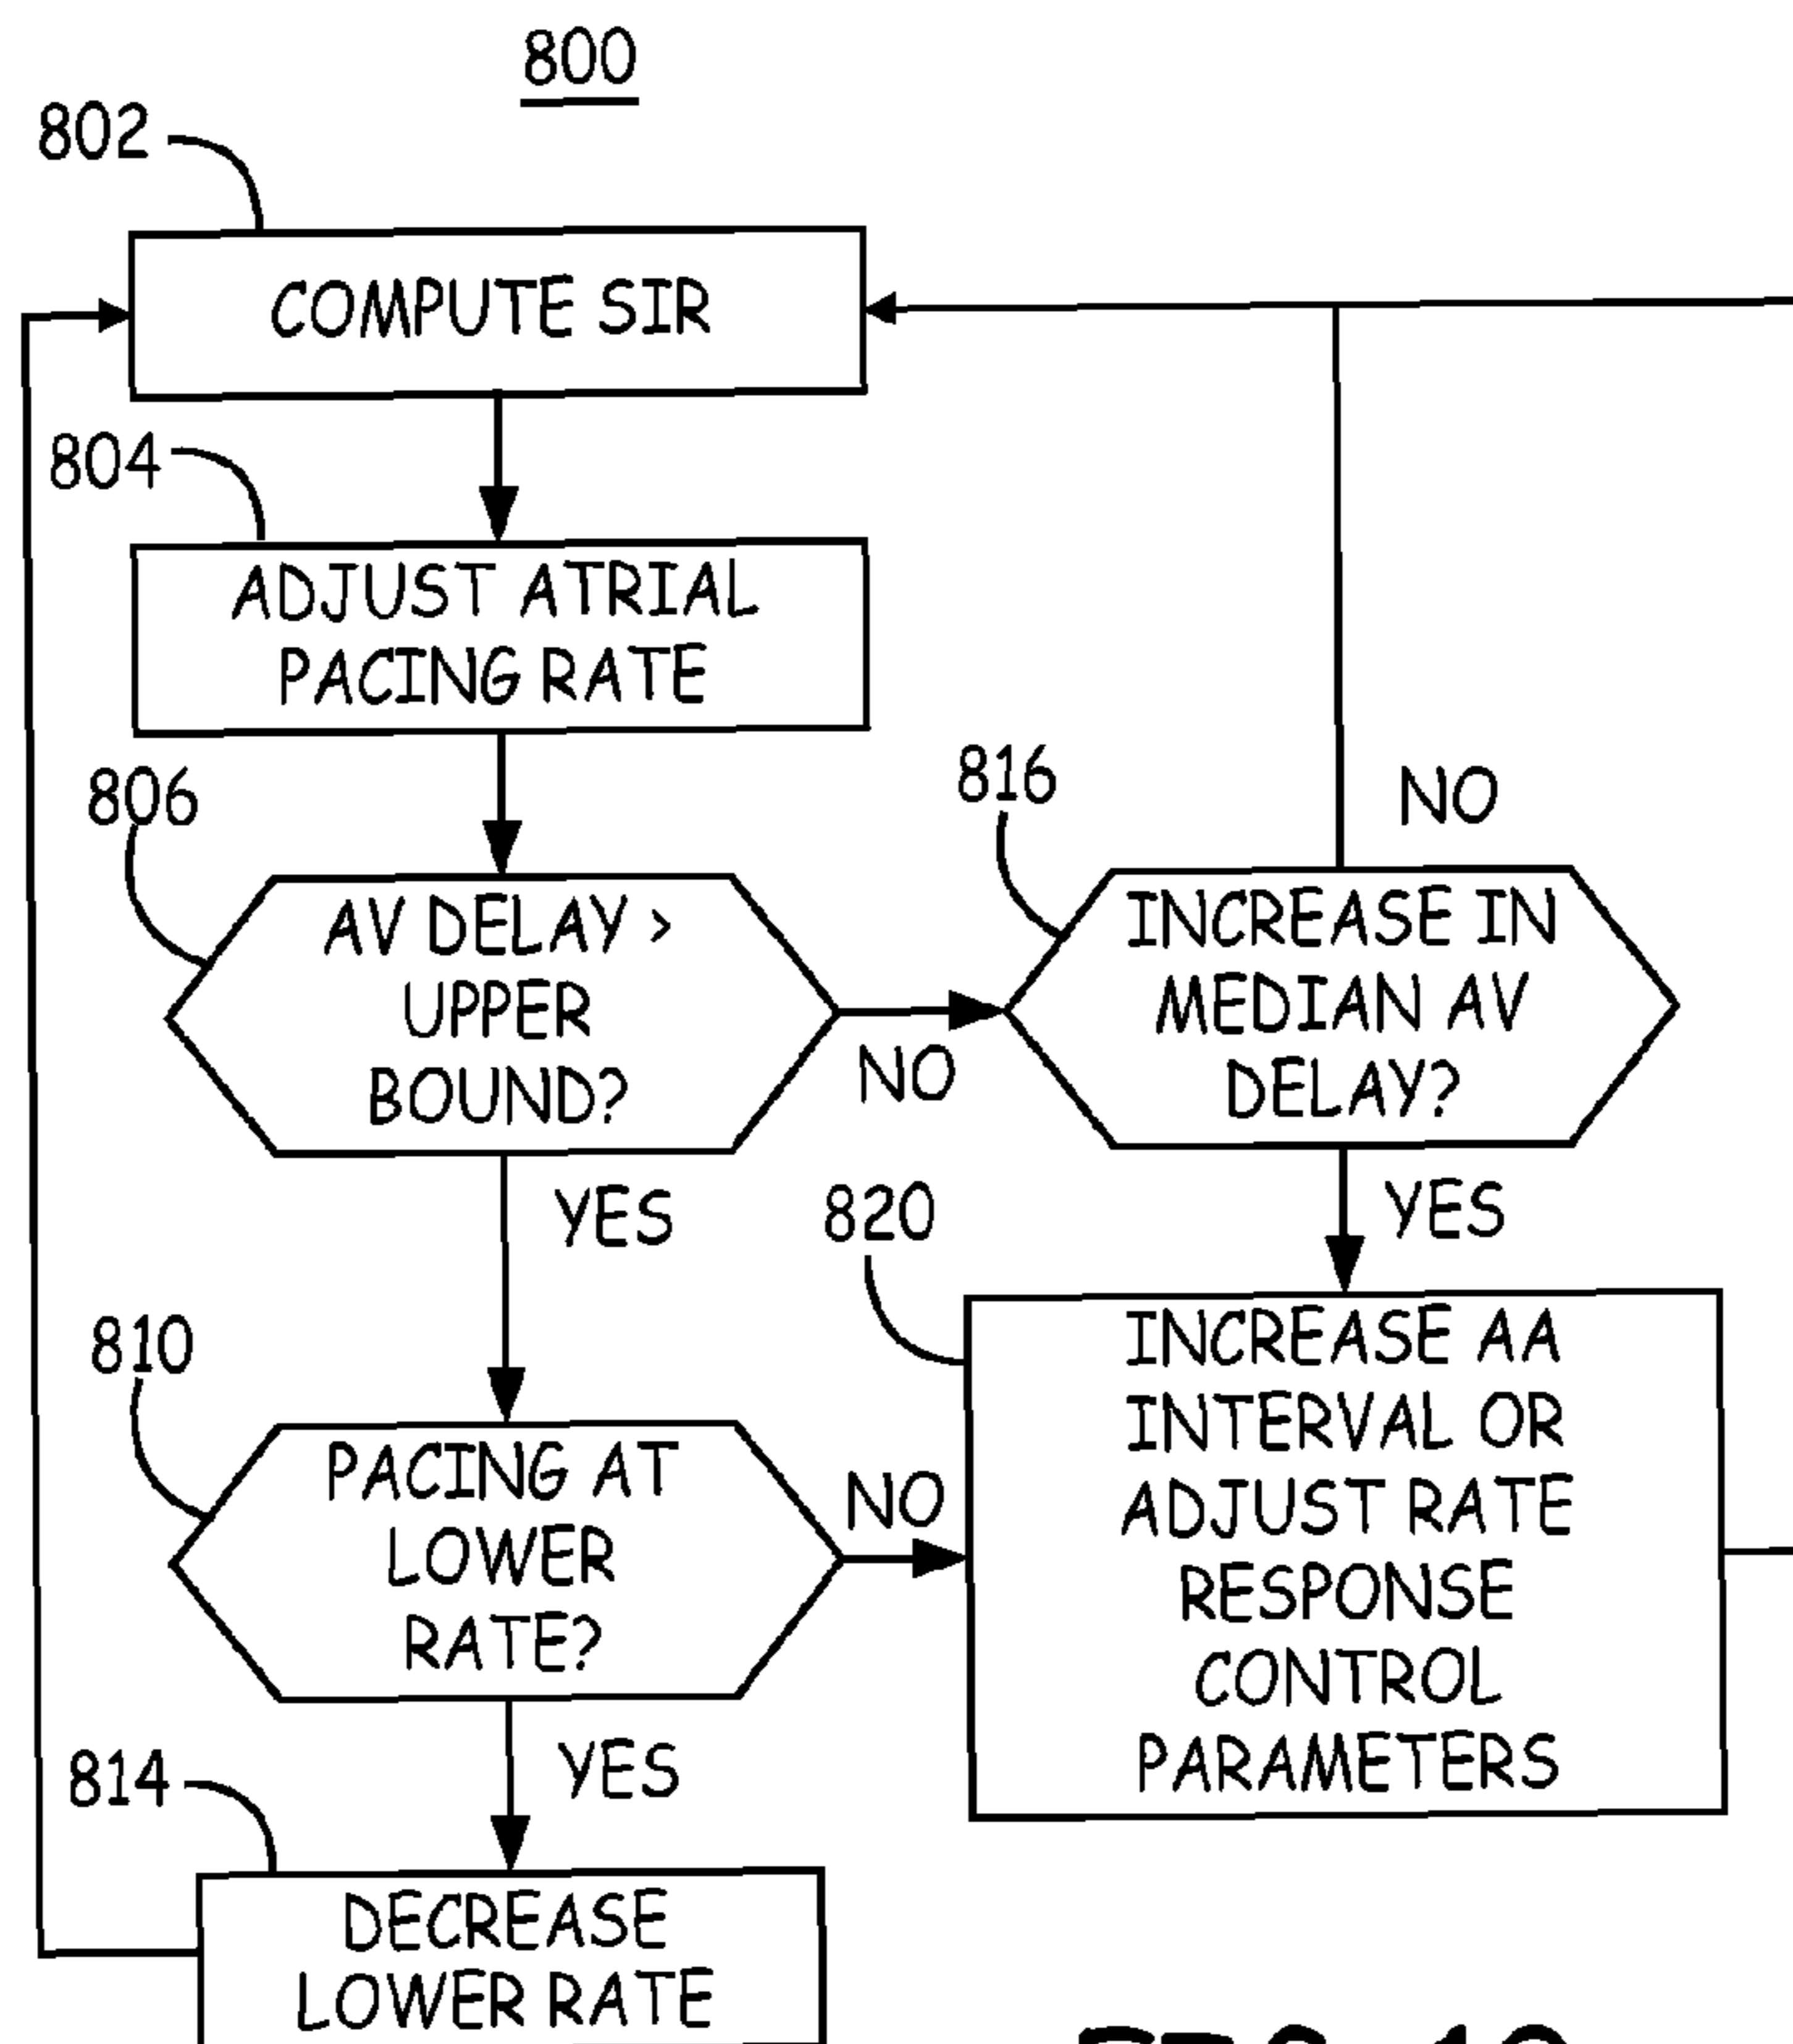 800
802
COMPUTE SIR
804
ADJUST ATRIAL
PACING RATE
806
AV DELAY >
UPPER
BOUND?
NO
816
INCREASE IN
MEDIAN AV
DELAY?
NO
YES
YES
820
INCREASE AA
INTERVAL OR
ADJUST RATE
RESPONSE
CONTROL
PARAMETERS
810
PACING AT
LOWER
RATE?
NO
YES
814
DECREASE
LOWER RATE